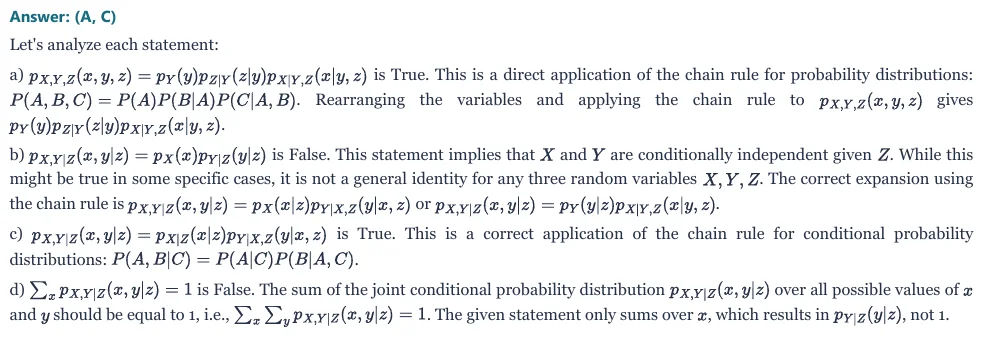 Answer: (A, C)
Let's analyze each statement:
a) p_{X,Y,Z}(x, y, z) = p_Y(y)p_{Z|Y}(z|y)p_{X|Y,Z}(x|y, z) is True. This is a direct application of the chain rule for probability distributions:
P(A, B, C) = P(A)P(B|A)P(C|A, B). Rearranging the variables and applying the chain rule to p_{X,Y,Z}(x, y, z) gives
p_Y(y)p_{Z|Y}(z|y)p_{X|Y,Z}(x|y, z).
b) p_{X,Y|Z}(x, y|z) = p_X(x)p_{Y|Z}(y|z) is False. This statement implies that X and Y are conditionally independent given Z. While this
might be true in some specific cases, it is not a general identity for any three random variables X, Y, Z. The correct expansion using
the chain rule is p_{X,Y|Z}(x, y|z) = p_X(x|z)p_{Y|X,Z}(y|x, z) or p_{X,Y|Z}(x, y|z) = p_Y(y|z)p_{X|Y,Z}(x|y, z).
c) p_{X,Y|Z}(x, y|z) = p_{X|Z}(x|z)p_{Y|X,Z}(y|x, z) is True. This is a correct application of the chain rule for conditional probability
distributions: P(A, B|C) = P(A|C)P(B|A, C).
d) ∑_x p_{X,Y|Z}(x, y|z) = 1 is False. The sum of the joint conditional probability distribution p_{X,Y|Z}(x, y|z) over all possible values of x
and y should be equal to 1, i.e., ∑_x ∑_y p_{X,Y|Z}(x, y|z) = 1. The given statement only sums over x, which results in p_{Y|Z}(y|z), not 1.